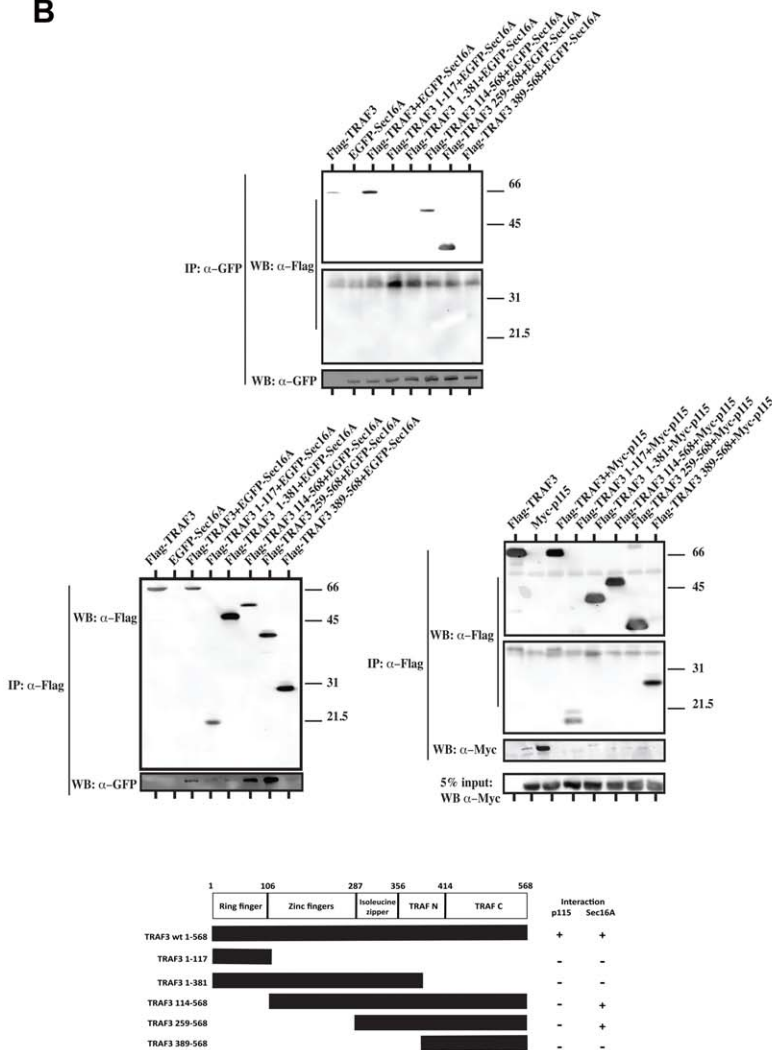 B
Flag-TRAF3
EGFP-Sec16A
Flag-TRAF3+EGFP-Sec16A
Flag-TRAF3 1-117+EGFP-Sec16A
Flag-TRAF3 1-381+EGFP-Sec16A
Flag-TRAF3 114-568+EGFP-Sec16A
Flag-TRAF3 259-568+EGFP-Sec16A
Flag-TRAF3 389-568+EGFP-Sec16A
66
45
IP: α-GFP
WB: α-Flag
31
21.5
WB: α-GFP
Flag-TRAF3
EGFP-Sec16A
Flag-TRAF3+EGFP-Sec16A
Flag-TRAF3 1-117+EGFP-Sec16A
Flag-TRAF3 1-381+EGFP-Sec16A
Flag-TRAF3 114-568+EGFP-Sec16A
Flag-TRAF3 259-568+EGFP-Sec16A
Flag-TRAF3 389-568+EGFP-Sec16A
66
WB: α-Flag
45
IP: α-Flag
31
21.5
WB: α-GFP
Flag-TRAF3
Myc-p115
Flag-TRAF3+Myc-p115
Flag-TRAF3 1-117+Myc-p115
Flag-TRAF3 1-381+Myc-p115
Flag-TRAF3 114-568+Myc-p115
Flag-TRAF3 259-568+Myc-p115
Flag-TRAF3 389-568+Myc-p115
66
45
WB: α-Flag
IP: α-Flag
31
21.5
WB: α-Myc
5% input:
WB α-Myc
1 106 287 356 414 568
Ring finger Zinc fingers Isoleucine zipper TRAF N TRAF C
Interaction
p115 Sec16A
TRAF3 wt 1-568 + +
TRAF3 1-117 - -
TRAF3 1-381 - -
TRAF3 114-568 - +
TRAF3 259-568 - +
TRAF3 389-568 - -